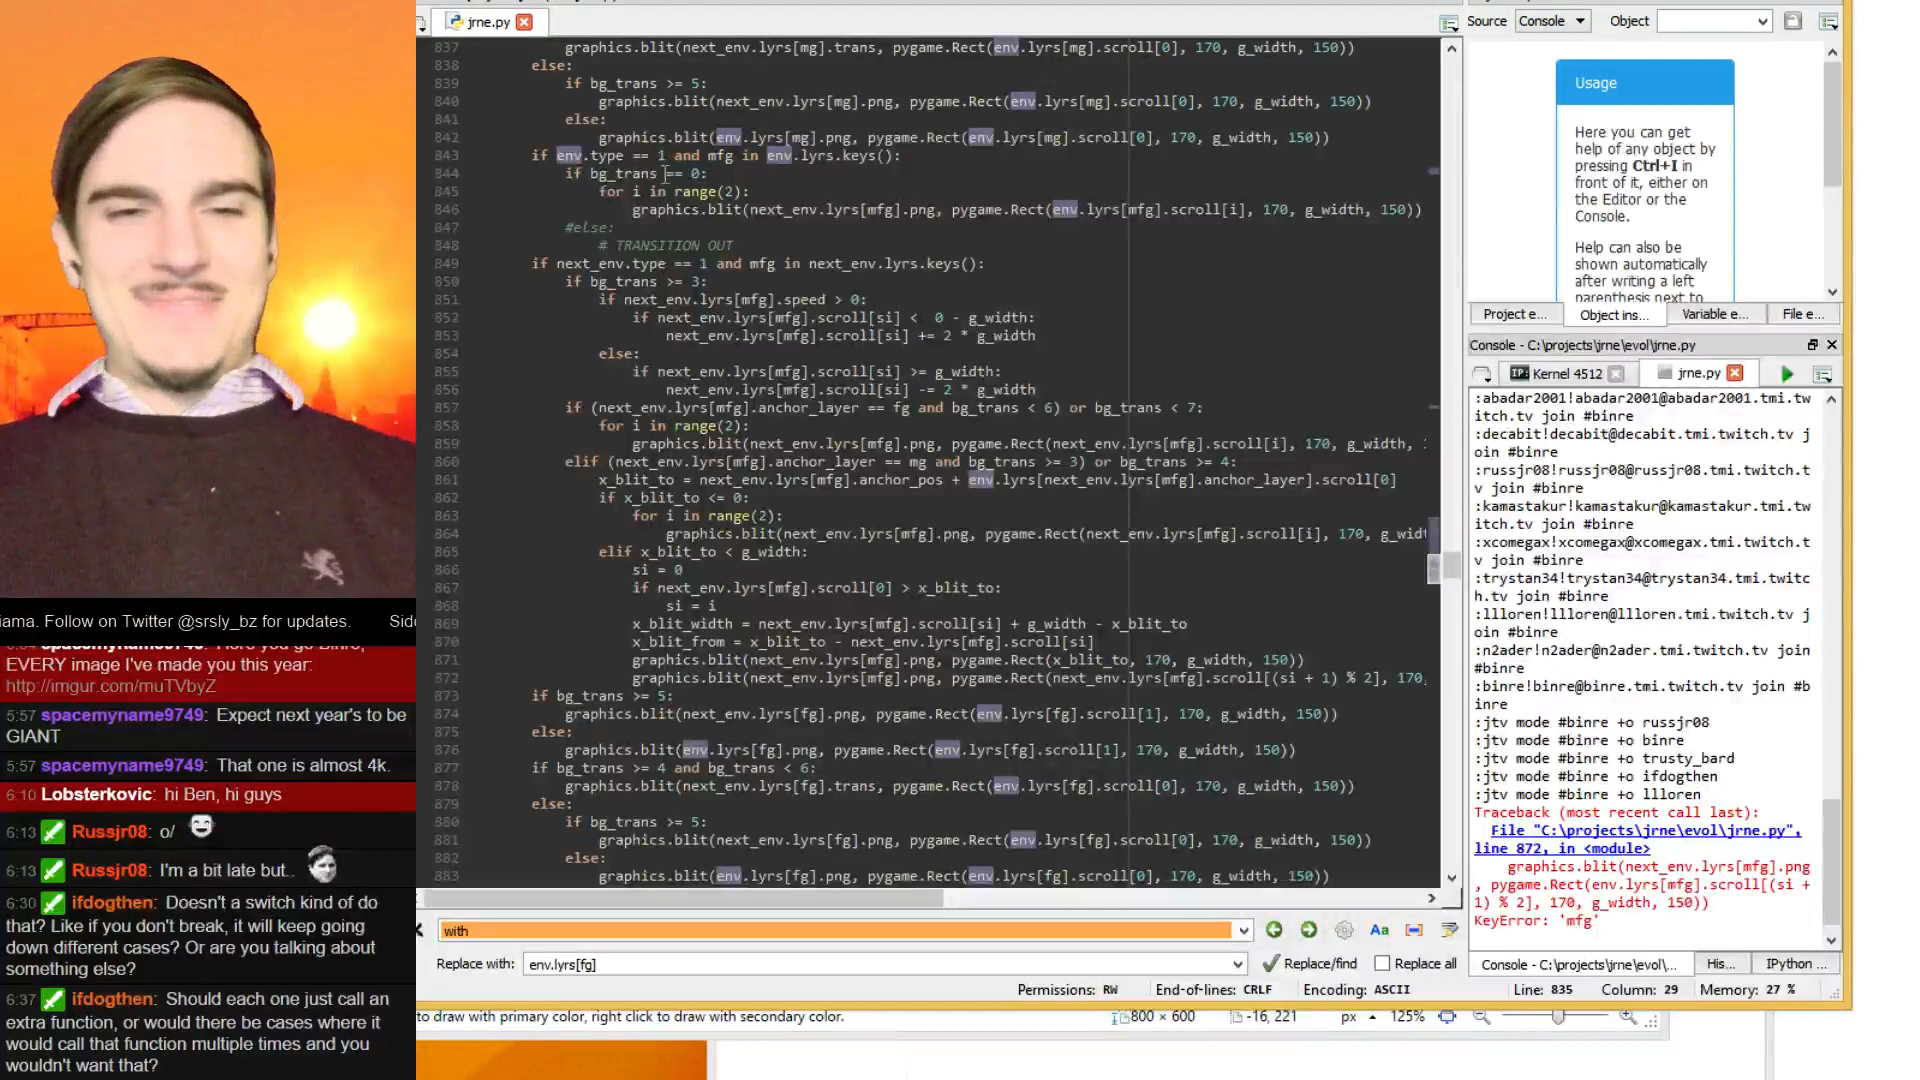 jrne.py
837 graphics.blit(next_env.lyrs[mg].trans, pygame.Rect(env.lyrs[mg].scroll[0], 170, g_width, 150))
838 else:
839 if bg_trans >= 5:
840 graphics.blit(next_env.lyrs[mg].png, pygame.Rect(env.lyrs[mg].scroll[0], 170, g_width, 150))
841 else:
842 graphics.blit(env.lyrs[mg].png, pygame.Rect(env.lyrs[mg].scroll[0], 170, g_width, 150))
843 if env.type == 1 and mfg in env.lyrs.keys():
844 if bg_trans == 0:
845 for i in range(2):
846 graphics.blit(next_env.lyrs[mfg].png, pygame.Rect(env.lyrs[mfg].scroll[i], 170, g_width, 150))
847 #else:
848 # TRANSITION OUT
849 if next_env.type == 1 and mfg in next_env.lyrs.keys():
850 if bg_trans >= 3:
851 if next_env.lyrs[mfg].speed > 0:
852 if next_env.lyrs[mfg].scroll[si] < 0 - g_width:
853 next_env.lyrs[mfg].scroll[si] += 2 * g_width
854 else:
855 if next_env.lyrs[mfg].scroll[si] >= g_width:
856 next_env.lyrs[mfg].scroll[si] -= 2 * g_width
857 if (next_env.lyrs[mfg].anchor_layer == fg and bg_trans < 6) or bg_trans < 7:
858 for i in range(2):
859 graphics.blit(next_env.lyrs[mfg].png, pygame.Rect(next_env.lyrs[mfg].scroll[i], 170, g_width,
860 elif (next_env.lyrs[mfg].anchor_layer == mg and bg_trans >= 3) or bg_trans >= 4:
861 x_blit_to = next_env.lyrs[mfg].anchor_pos + env.lyrs[next_env.lyrs[mfg].anchor_layer].scroll[0]
862 if x_blit_to <= 0:
863 for i in range(2):
864 graphics.blit(next_env.lyrs[mfg].png, pygame.Rect(next_env.lyrs[mfg].scroll[i], 170, g_widt
865 elif x_blit_to < g_width:
866 si = 0
867 if next_env.lyrs[mfg].scroll[0] > x_blit_to:
868 si = i
869 x_blit_width = next_env.lyrs[mfg].scroll[si] + g_width - x_blit_to
870 x_blit_from = x_blit_to - next_env.lyrs[mfg].scroll[si]
871 graphics.blit(next_env.lyrs[mfg].png, pygame.Rect(x_blit_to, 170, g_width, 150))
872 graphics.blit(next_env.lyrs[mfg].png, pygame.Rect(next_env.lyrs[mfg].scroll[(si + 1) % 2], 170,
873 if bg_trans >= 5:
874 graphics.blit(next_env.lyrs[fg].png, pygame.Rect(env.lyrs[fg].scroll[1], 170, g_width, 150))
875 else:
876 graphics.blit(env.lyrs[fg].png, pygame.Rect(env.lyrs[fg].scroll[1], 170, g_width, 150))
877 if bg_trans >= 4 and bg_trans < 6:
878 graphics.blit(next_env.lyrs[fg].trans, pygame.Rect(env.lyrs[fg].scroll[0], 170, g_width, 150))
879 else:
880 if bg_trans >= 5:
881 graphics.blit(next_env.lyrs[fg].png, pygame.Rect(env.lyrs[fg].scroll[0], 170, g_width, 150))
882 else:
883 graphics.blit(env.lyrs[fg].png, pygame.Rect(env.lyrs[fg].scroll[0], 170, g_width, 150))
with
Replace with: env.lyrs[fg] Replace/find Replace all
Permissions: RW End-of-lines: CRLF Encoding: ASCII Line: 835 Column: 29 Memory: 27 %
to draw with primary color, right click to draw with secondary color. 800 × 600 -16, 221 px 125%
Source Console Object
Usage
Here you can get
help of any object by
pressing Ctrl+I in
front of it, either on
the Editor or the
Console.
Help can also be
shown automatically
after writing a left
parenthesis next to
Project e... Object ins... Variable e... File e...
Console - C:\projects\jrne\evol\jrne.py
Kernel 4512 jrne.py
:abadar2001!abadar2001@abadar2001.tmi.tw
itch.tv join #binre
:decabit!decabit@decabit.tmi.twitch.tv j
oin #binre
:russjr08!russjr08@russjr08.tmi.twitch.t
v join #binre
:kamastakur!kamastakur@kamastakur.tmi.tw
itch.tv join #binre
:xcomegax!xcomegax@xcomegax.tmi.twitch.t
v join #binre
:trystan34!trystan34@trystan34.tmi.twitc
h.tv join #binre
:llloren!llloren@llloren.tmi.twitch.tv j
oin #binre
:n2ader!n2ader@n2ader.tmi.twitch.tv join
#binre
:binre!binre@binre.tmi.twitch.tv join #b
inre
:jtv mode #binre +o russjr08
:jtv mode #binre +o binre
:jtv mode #binre +o trusty_bard
:jtv mode #binre +o ifdogthen
:jtv mode #binre +o llloren
Traceback (most recent call last):
File "C:\projects\jrne\evol\jrne.py",
line 872, in <module>
graphics.blit(next_env.lyrs[mfg].png
, pygame.Rect(env.lyrs[mfg].scroll[(si +
1) % 2], 170, g_width, 150))
KeyError: 'mfg'
Console - C:\projects\jrne\evol\... His... IPython ...
iama. Follow on Twitter @srsly_bz for updates. Sid
EVERY image I've made you this year:
http://imgur.com/muTVbyZ
5:57 spacemyname9749: Expect next year's to be
GIANT
5:57 spacemyname9749: That one is almost 4k.
6:10 Lobsterkovic: hi Ben, hi guys
6:13 Russjr08: o/
6:13 Russjr08: I'm a bit late but..
6:30 ifdogthen: Doesn't a switch kind of do
that? Like if you don't break, it will keep going
down different cases? Or are you talking about
something else?
6:37 ifdogthen: Should each one just call an
extra function, or would there be cases where it
would call that function multiple times and you
wouldn't want that?